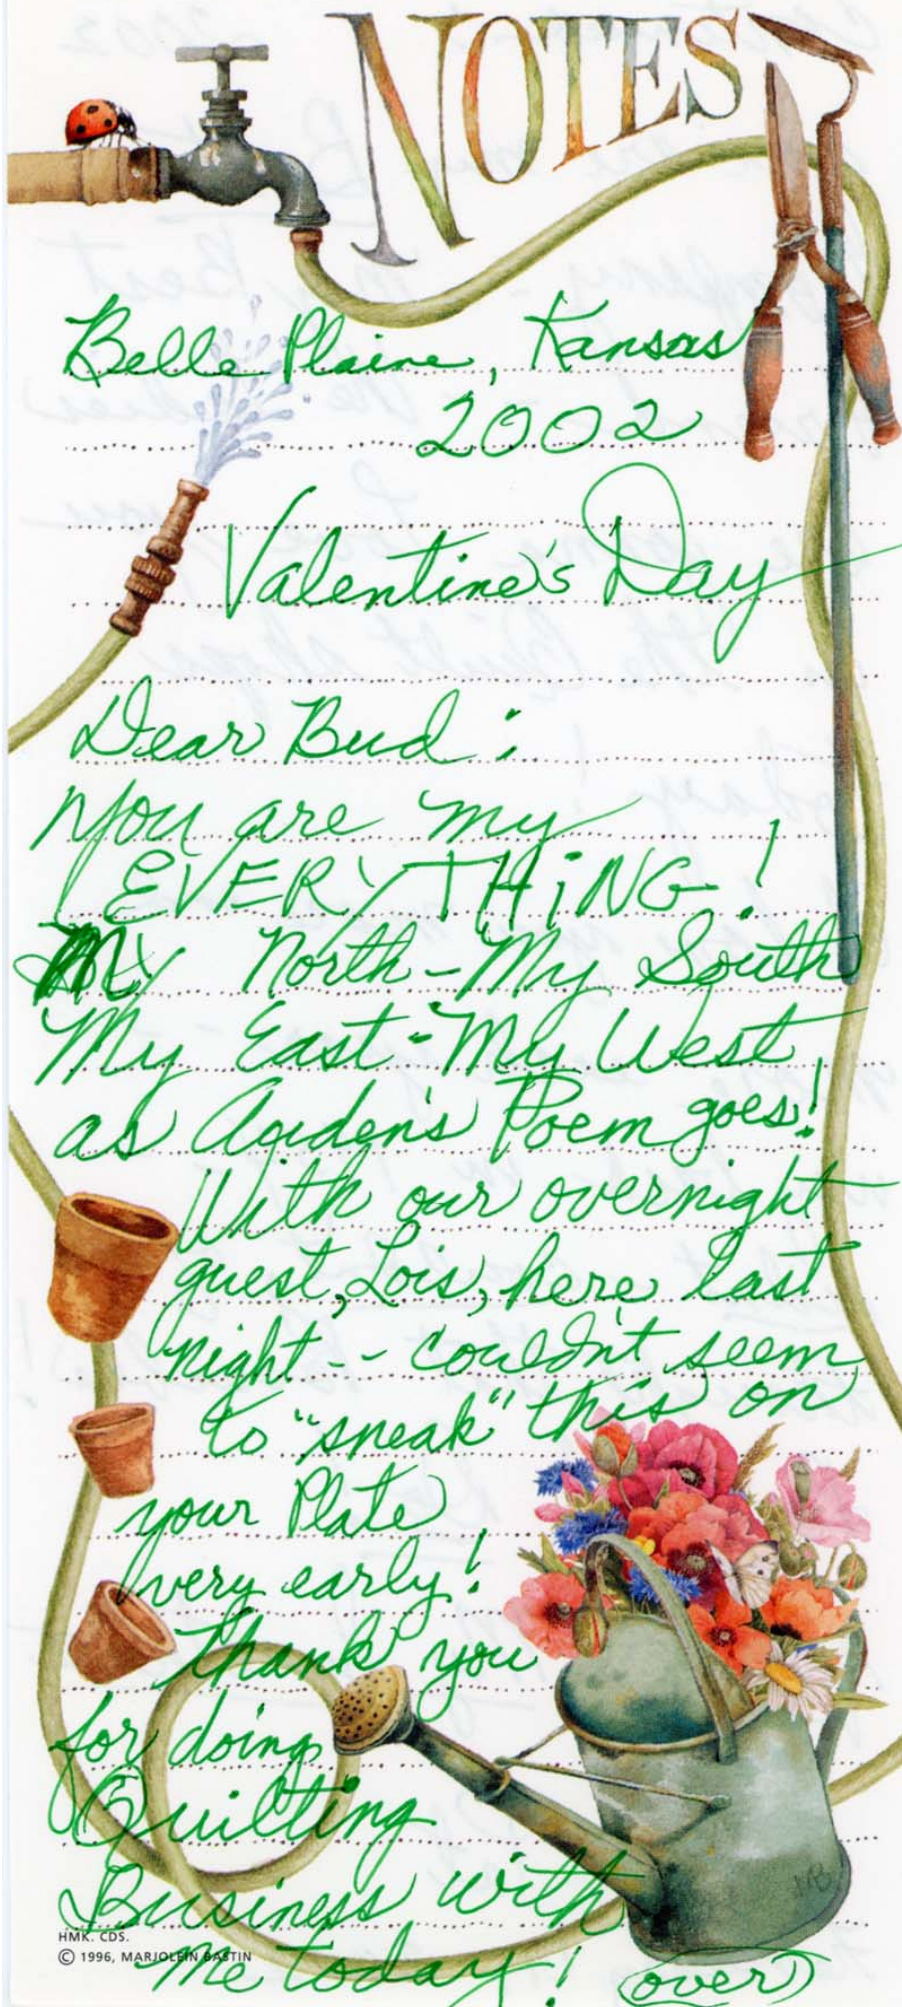 NOTES
Belle Plaine, Kansas
2002
Valentine's Day
Dear Bud:
You are my
EVERYTHING!
My North-My South
My East-My West
as Auden's Poem goes!
With our overnight
guest, Lois, here last
night -- couldn't seem
to "sneak" this on
your Plate
very early!
Thank you
for doing
Quilting
Business with
HMK. CDS.
© 1996, MARJOLEIN BASTIN
me today! (over)
MB